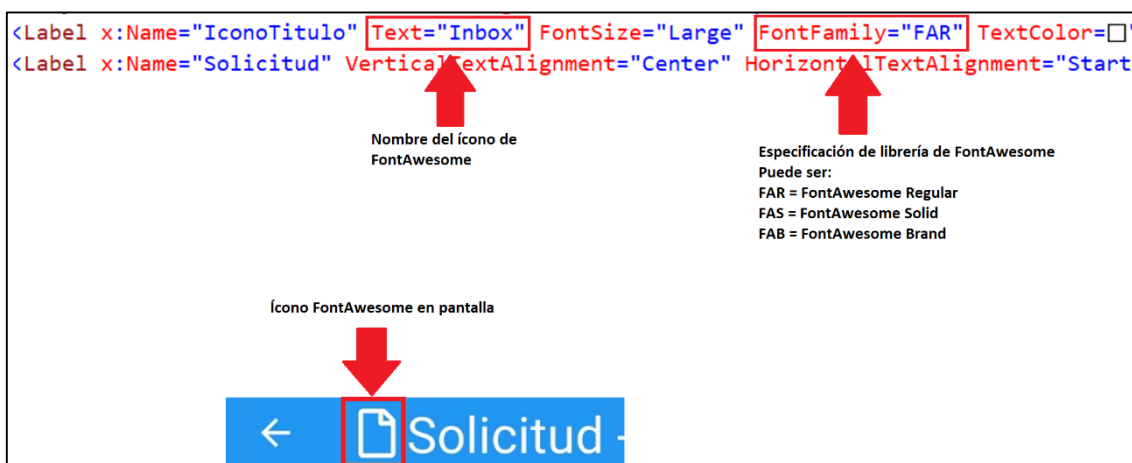 <Label x:Name="IconoTitulo" Text="Inbox" FontSize="Large" FontFamily="FAR" TextColor=
<Label x:Name="Solicitud" VerticalTextAlignment="Center" HorizontalTextAlignment="Start
Nombre del ícono de
FontAwesome
Especificación de librería de FontAwesome
Puede ser:
FAR = FontAwesome Regular
FAS = FontAwesome Solid
FAB = FontAwesome Brand
Ícono FontAwesome en pantalla
Solicitud -